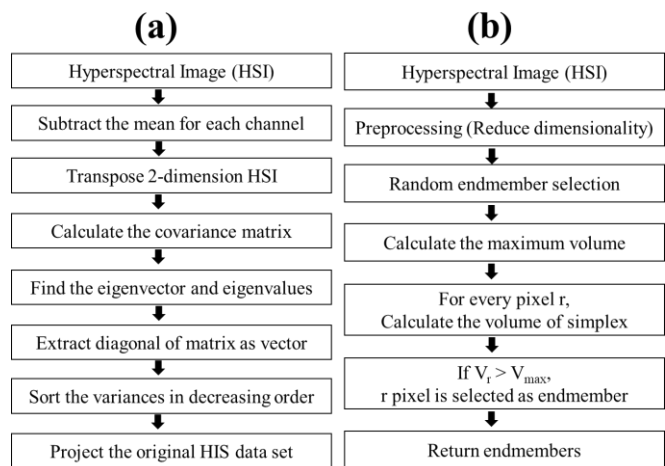 (a)
Hyperspectral Image (HSI)
Subtract the mean for each channel
Transpose 2-dimension HSI
Calculate the covariance matrix
Find the eigenvector and eigenvalues
Extract diagonal of matrix as vector
Sort the variances in decreasing order
Project the original HIS data set
(b)
Hyperspectral Image (HSI)
Preprocessing (Reduce dimensionality)
Random endmember selection
Calculate the maximum volume
For every pixel r,
Calculate the volume of simplex
If Vr > Vmax,
r pixel is selected as endmember
Return endmembers